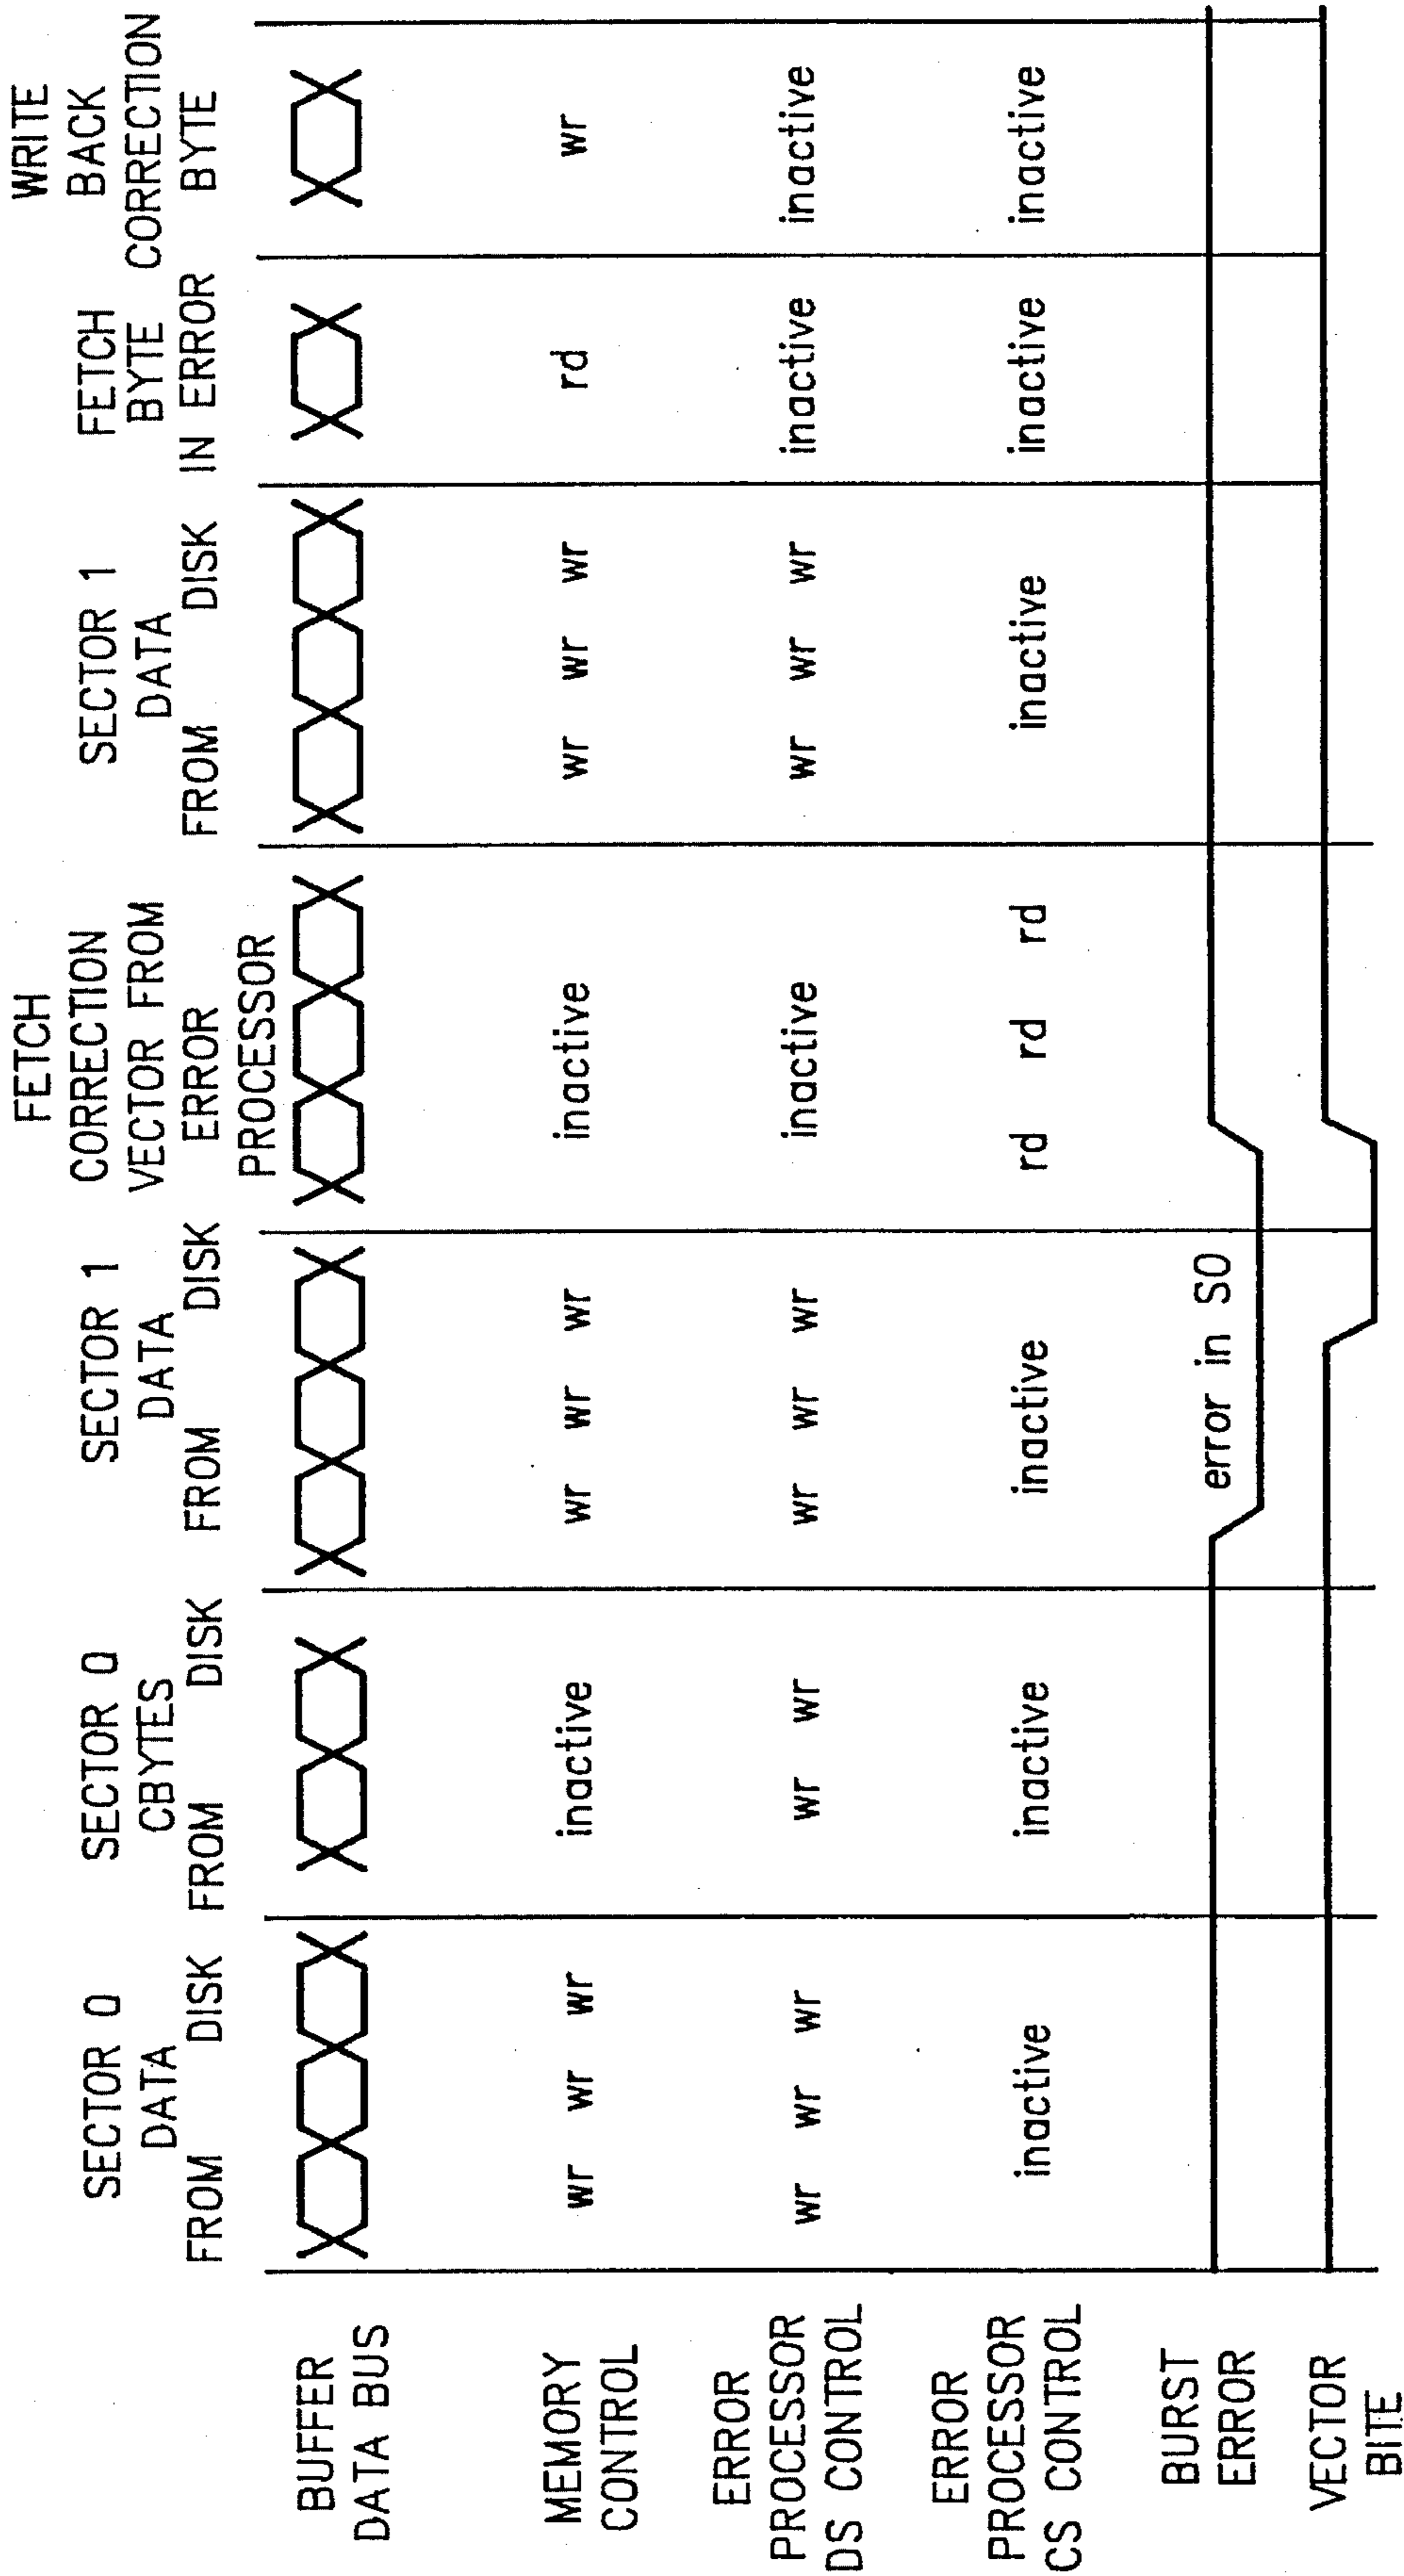 SECTOR 0
DATA
FROM DISK
SECTOR 0
CBYTES
FROM DISK
SECTOR 1
DATA
FROM DISK
FETCH
CORRECTION
VECTOR FROM
ERROR
PROCESSOR
SECTOR 1
DATA
FROM DISK
FETCH
BYTE
IN ERROR
WRITE
BACK
CORRECTION
BYTE
BUFFER
DATA BUS
MEMORY
CONTROL
wr wr wr
inactive
wr wr wr
inactive
wr wr wr
rd
wr
ERROR
PROCESSOR
DS CONTROL
wr wr wr
wr wr
wr wr wr
inactive
wr wr wr
inactive
inactive
ERROR
PROCESSOR
CS CONTROL
inactive
inactive
inactive
rd rd rd
inactive
inactive
inactive
BURST
ERROR
error in S0
VECTOR
BITE